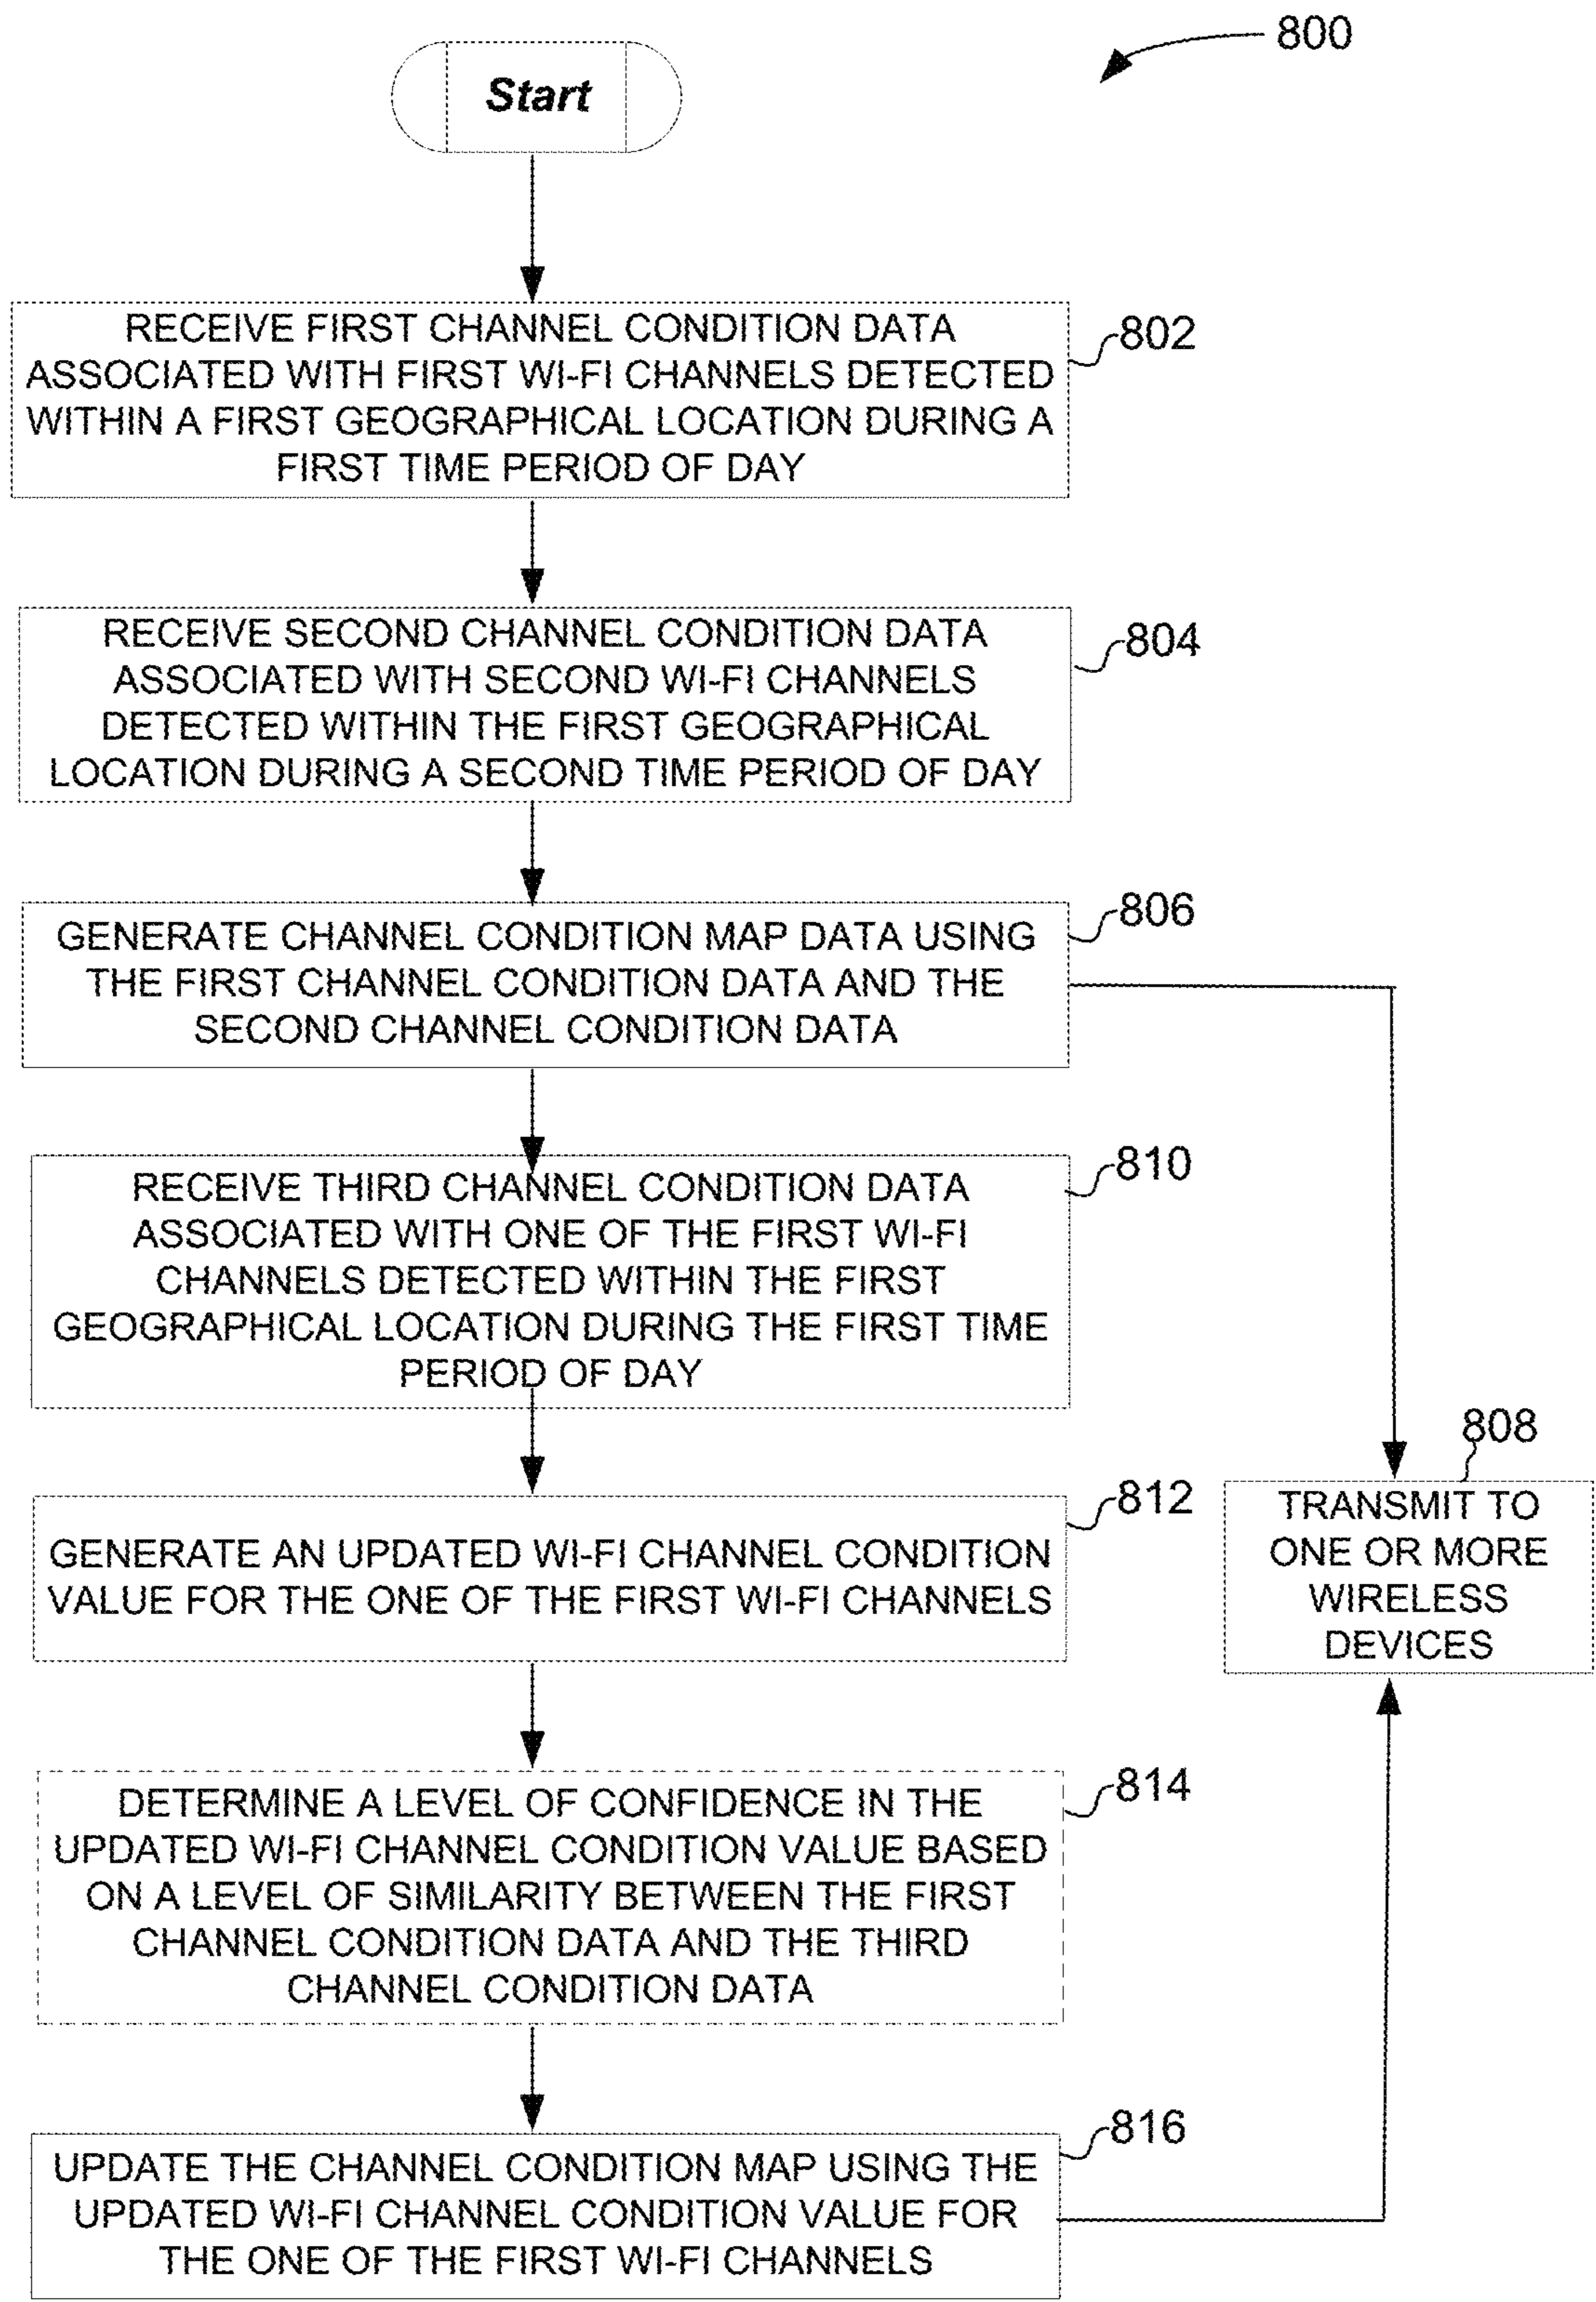 800
Start
RECEIVE FIRST CHANNEL CONDITION DATA
ASSOCIATED WITH FIRST WI-FI CHANNELS DETECTED
WITHIN A FIRST GEOGRAPHICAL LOCATION DURING A
FIRST TIME PERIOD OF DAY
802
RECEIVE SECOND CHANNEL CONDITION DATA
ASSOCIATED WITH SECOND WI-FI CHANNELS
DETECTED WITHIN THE FIRST GEOGRAPHICAL
LOCATION DURING A SECOND TIME PERIOD OF DAY
804
GENERATE CHANNEL CONDITION MAP DATA USING
THE FIRST CHANNEL CONDITION DATA AND THE
SECOND CHANNEL CONDITION DATA
806
RECEIVE THIRD CHANNEL CONDITION DATA
ASSOCIATED WITH ONE OF THE FIRST WI-FI
CHANNELS DETECTED WITHIN THE FIRST
GEOGRAPHICAL LOCATION DURING THE FIRST TIME
PERIOD OF DAY
810
808
TRANSMIT TO
ONE OR MORE
WIRELESS
DEVICES
GENERATE AN UPDATED WI-FI CHANNEL CONDITION
VALUE FOR THE ONE OF THE FIRST WI-FI CHANNELS
812
DETERMINE A LEVEL OF CONFIDENCE IN THE
UPDATED WI-FI CHANNEL CONDITION VALUE BASED
ON A LEVEL OF SIMILARITY BETWEEN THE FIRST
CHANNEL CONDITION DATA AND THE THIRD
CHANNEL CONDITION DATA
814
UPDATE THE CHANNEL CONDITION MAP USING THE
UPDATED WI-FI CHANNEL CONDITION VALUE FOR
THE ONE OF THE FIRST WI-FI CHANNELS
816